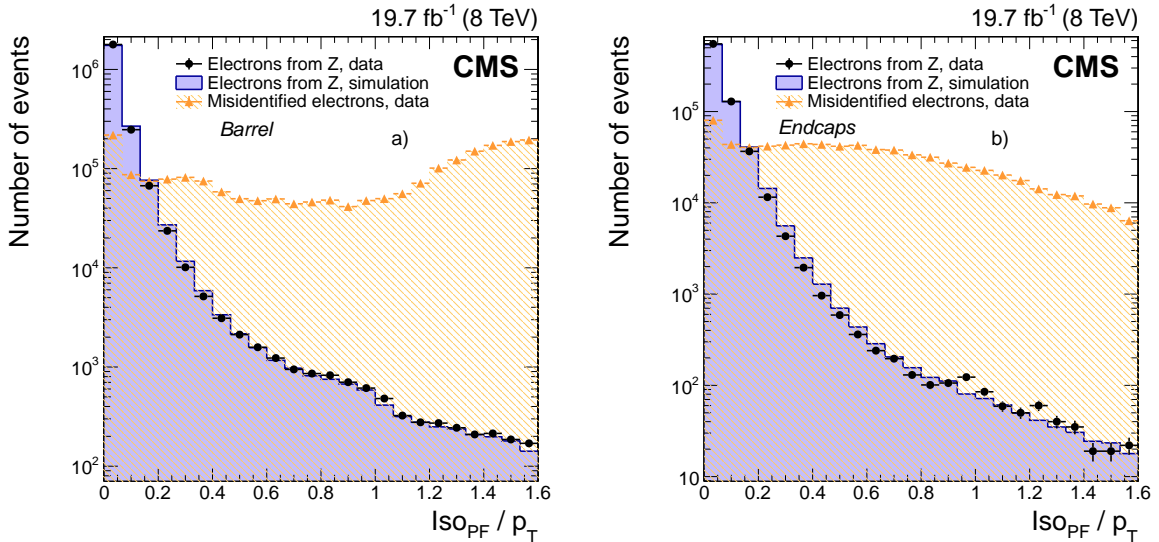 19.7 fb⁻¹ (8 TeV)
CMS
Electrons from Z, data
Electrons from Z, simulation
Misidentified electrons, data
Barrel
a)
Number of events
10⁶
10⁵
10⁴
10³
10²
0 0.2 0.4 0.6 0.8 1 1.2 1.4 1.6
Iso_PF / p_T
19.7 fb⁻¹ (8 TeV)
CMS
Electrons from Z, data
Electrons from Z, simulation
Misidentified electrons, data
Endcaps
b)
Number of events
10⁵
10⁴
10³
10²
10
0 0.2 0.4 0.6 0.8 1 1.2 1.4 1.6
Iso_PF / p_T